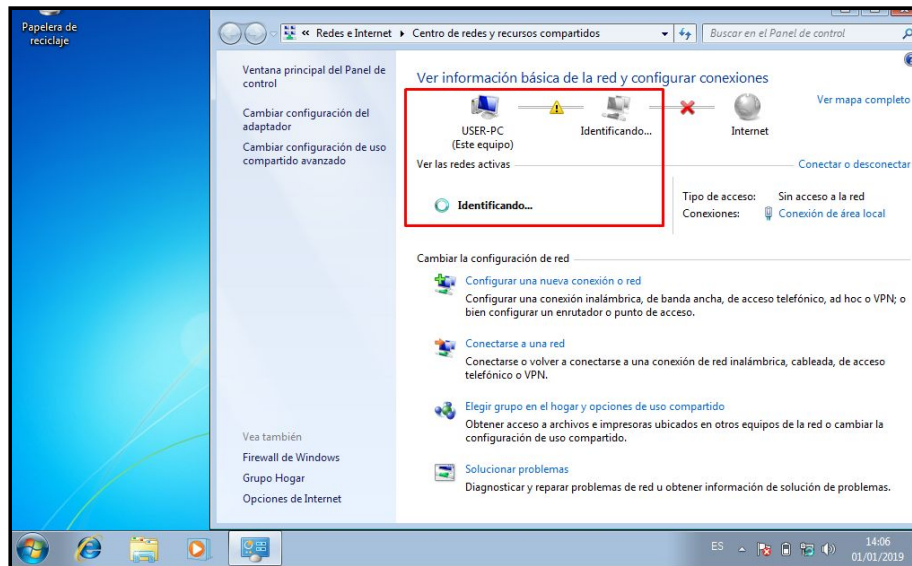 Papelera de
reciclaje
« Redes e Internet ▸ Centro de redes y recursos compartidos
Buscar en el Panel de control
Ventana principal del Panel de
control
Cambiar configuración del
adaptador
Cambiar configuración de uso
compartido avanzado
Ver información básica de la red y configurar conexiones
Ver mapa completo
USER-PC
(Este equipo)
Identificando...
Internet
Ver las redes activas
Conectar o desconectar
Identificando...
Tipo de acceso: Sin acceso a la red
Conexiones: Conexión de área local
Cambiar la configuración de red
Configurar una nueva conexión o red
Configurar una conexión inalámbrica, de banda ancha, de acceso telefónico, ad hoc o VPN; o
bien configurar un enrutador o punto de acceso.
Conectarse a una red
Conectarse o volver a conectarse a una conexión de red inalámbrica, cableada, de acceso
telefónico o VPN.
Elegir grupo en el hogar y opciones de uso compartido
Obtener acceso a archivos e impresoras ubicados en otros equipos de la red o cambiar la
configuración de uso compartido.
Solucionar problemas
Diagnosticar y reparar problemas de red u obtener información de solución de problemas.
Vea también
Firewall de Windows
Grupo Hogar
Opciones de Internet
ES
14:06
01/01/2019